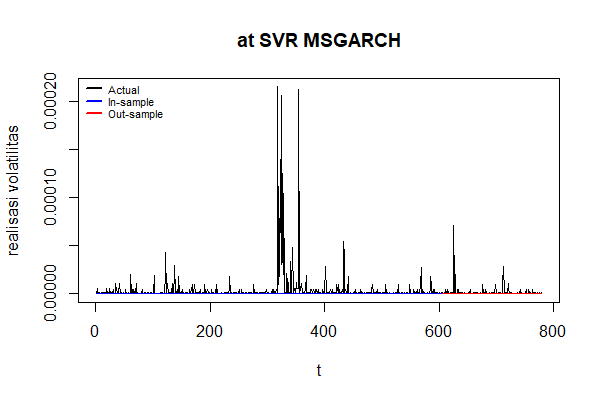 at SVR MSGARCH
Actual
In-sample
Out-sample
realisasi volatilitas
0.00020
0.00010
0.00000
0 200 400 600 800
t